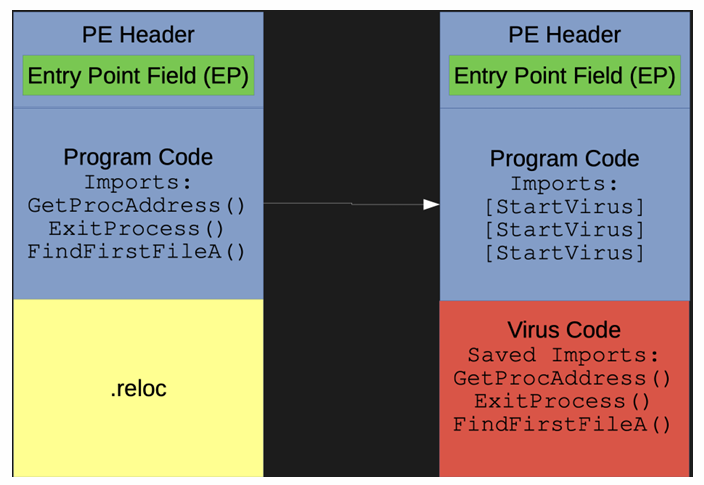 PE Header
Entry Point Field (EP)
Program Code
Imports:
GetProcAddress()
ExitProcess()
FindFirstFileA()
.reloc
PE Header
Entry Point Field (EP)
Program Code
Imports:
[StartVirus]
[StartVirus]
[StartVirus]
Virus Code
Saved Imports:
GetProcAddress()
ExitProcess()
FindFirstFileA()